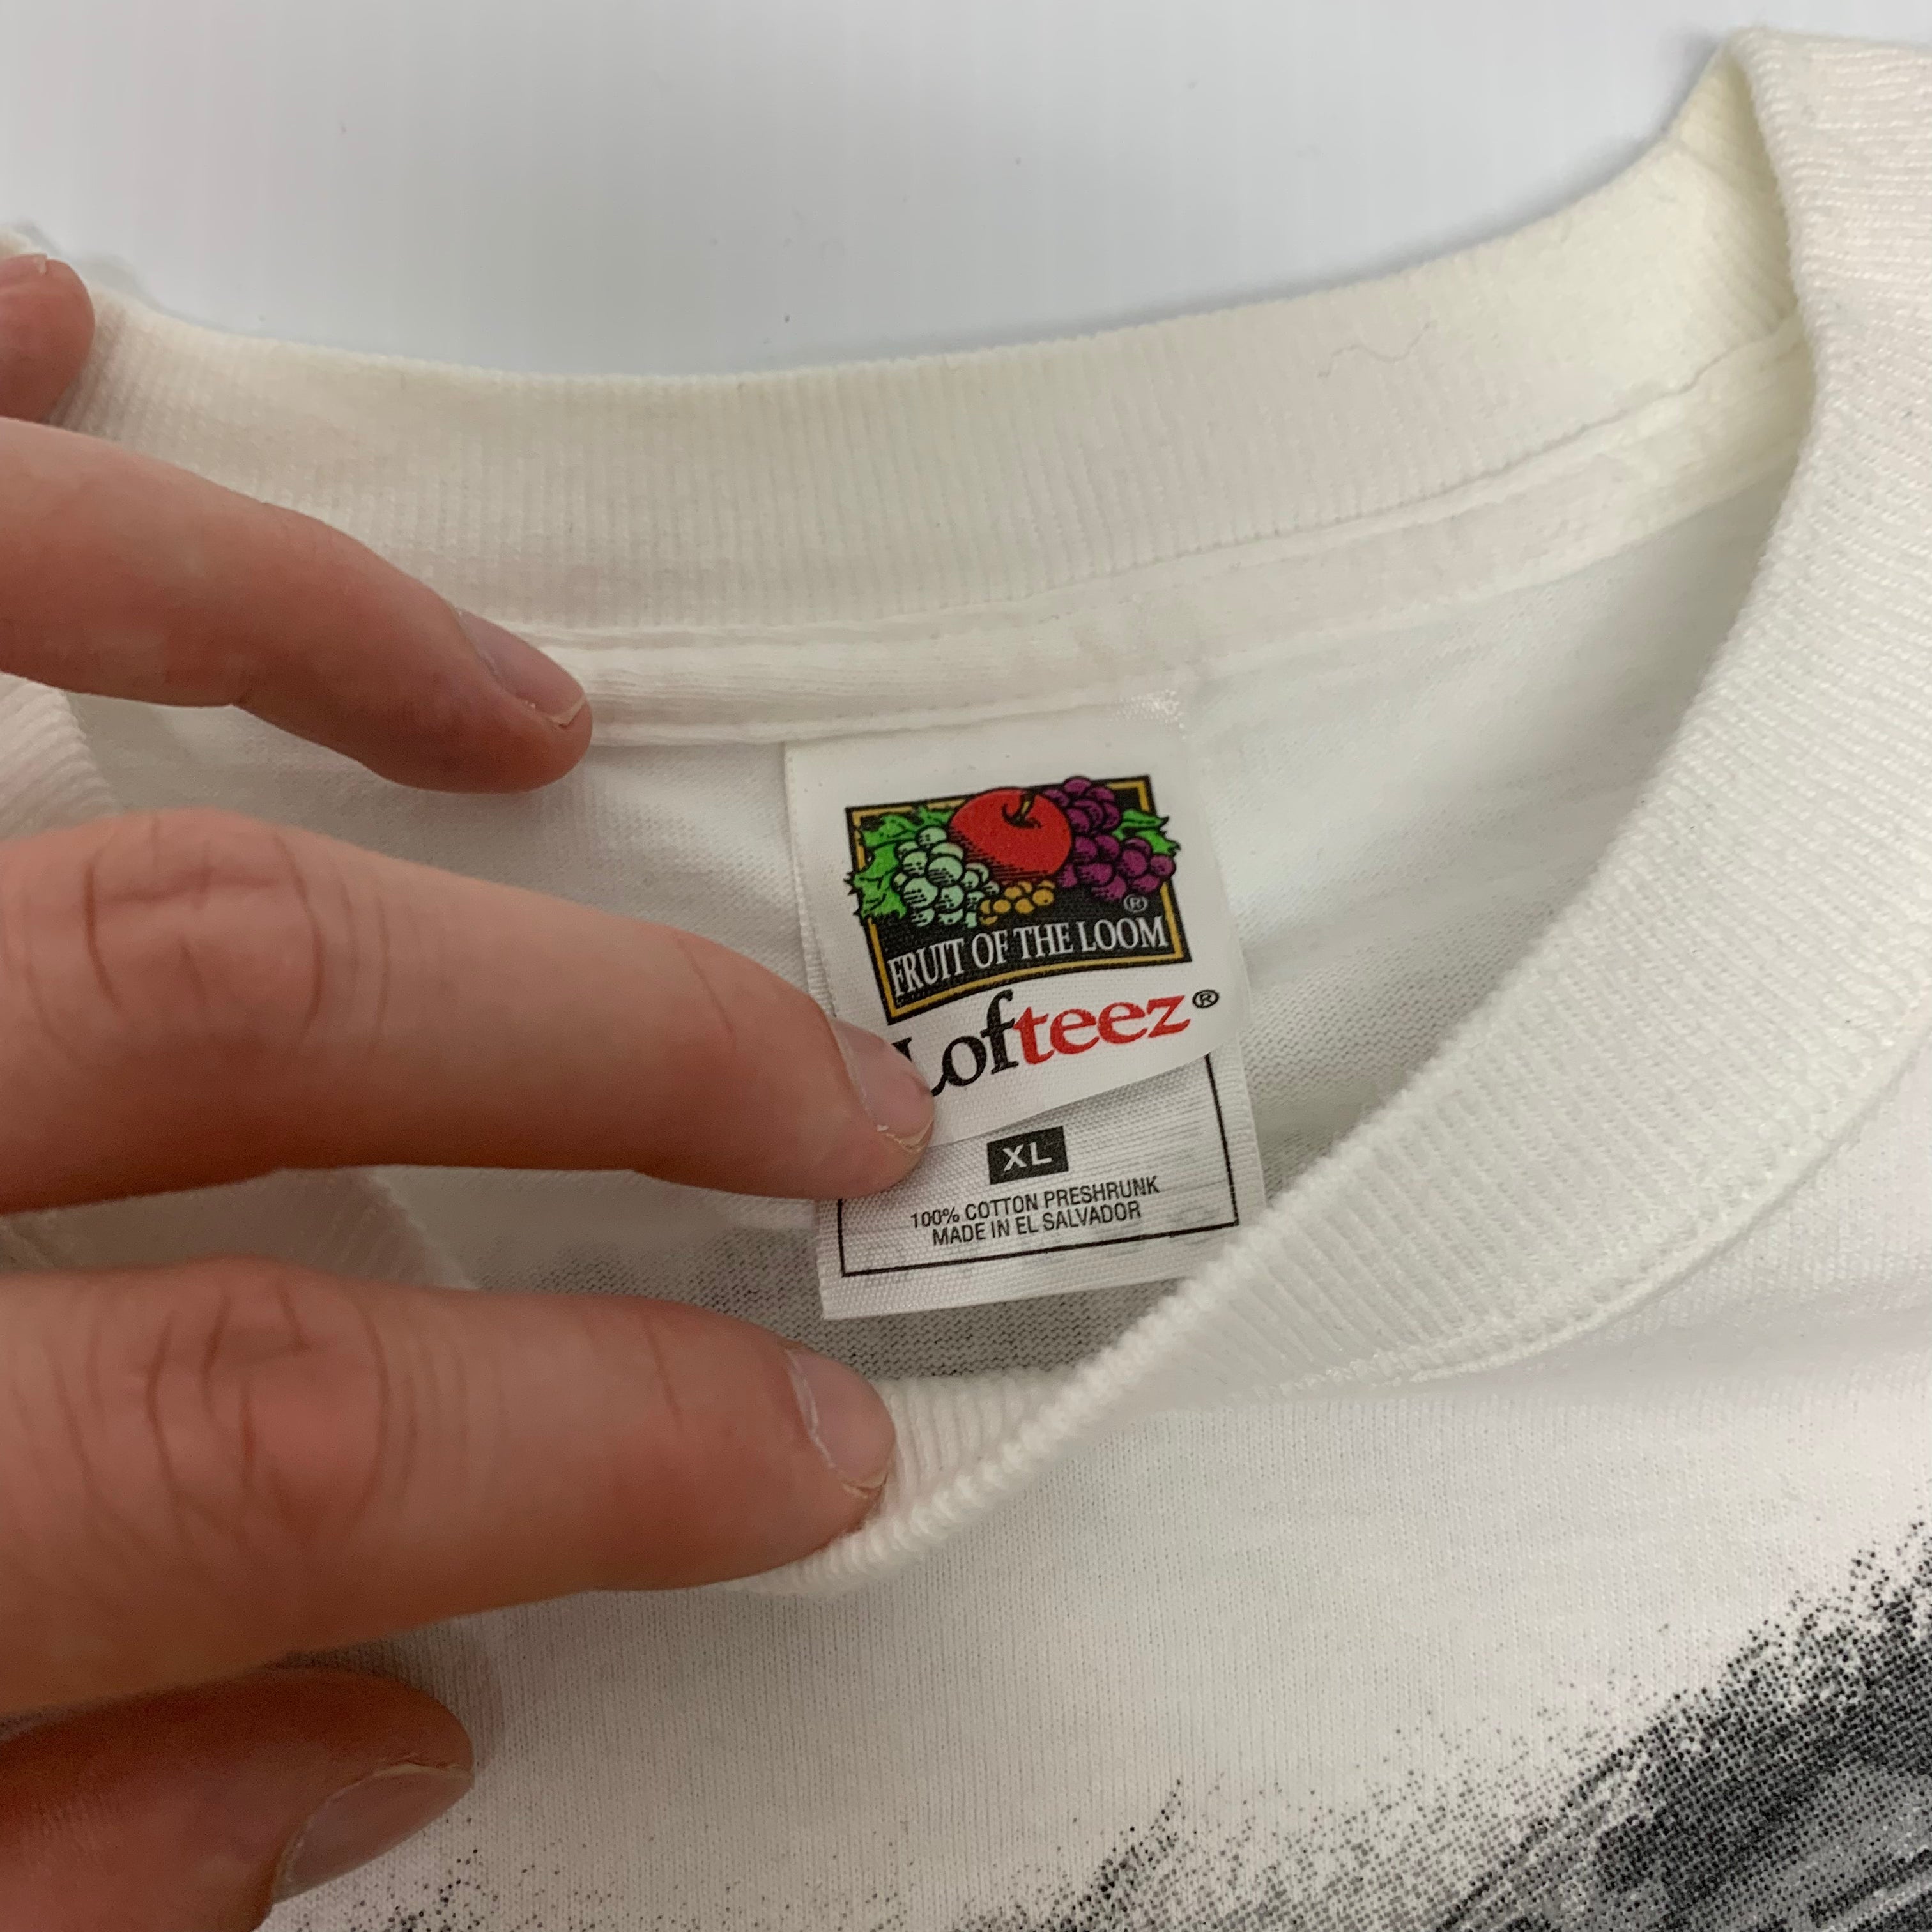 ®
FRUIT OF THE LOOM
Lofteez®
XL
100% COTTON PRESHRUNK
MADE IN EL SALVADOR